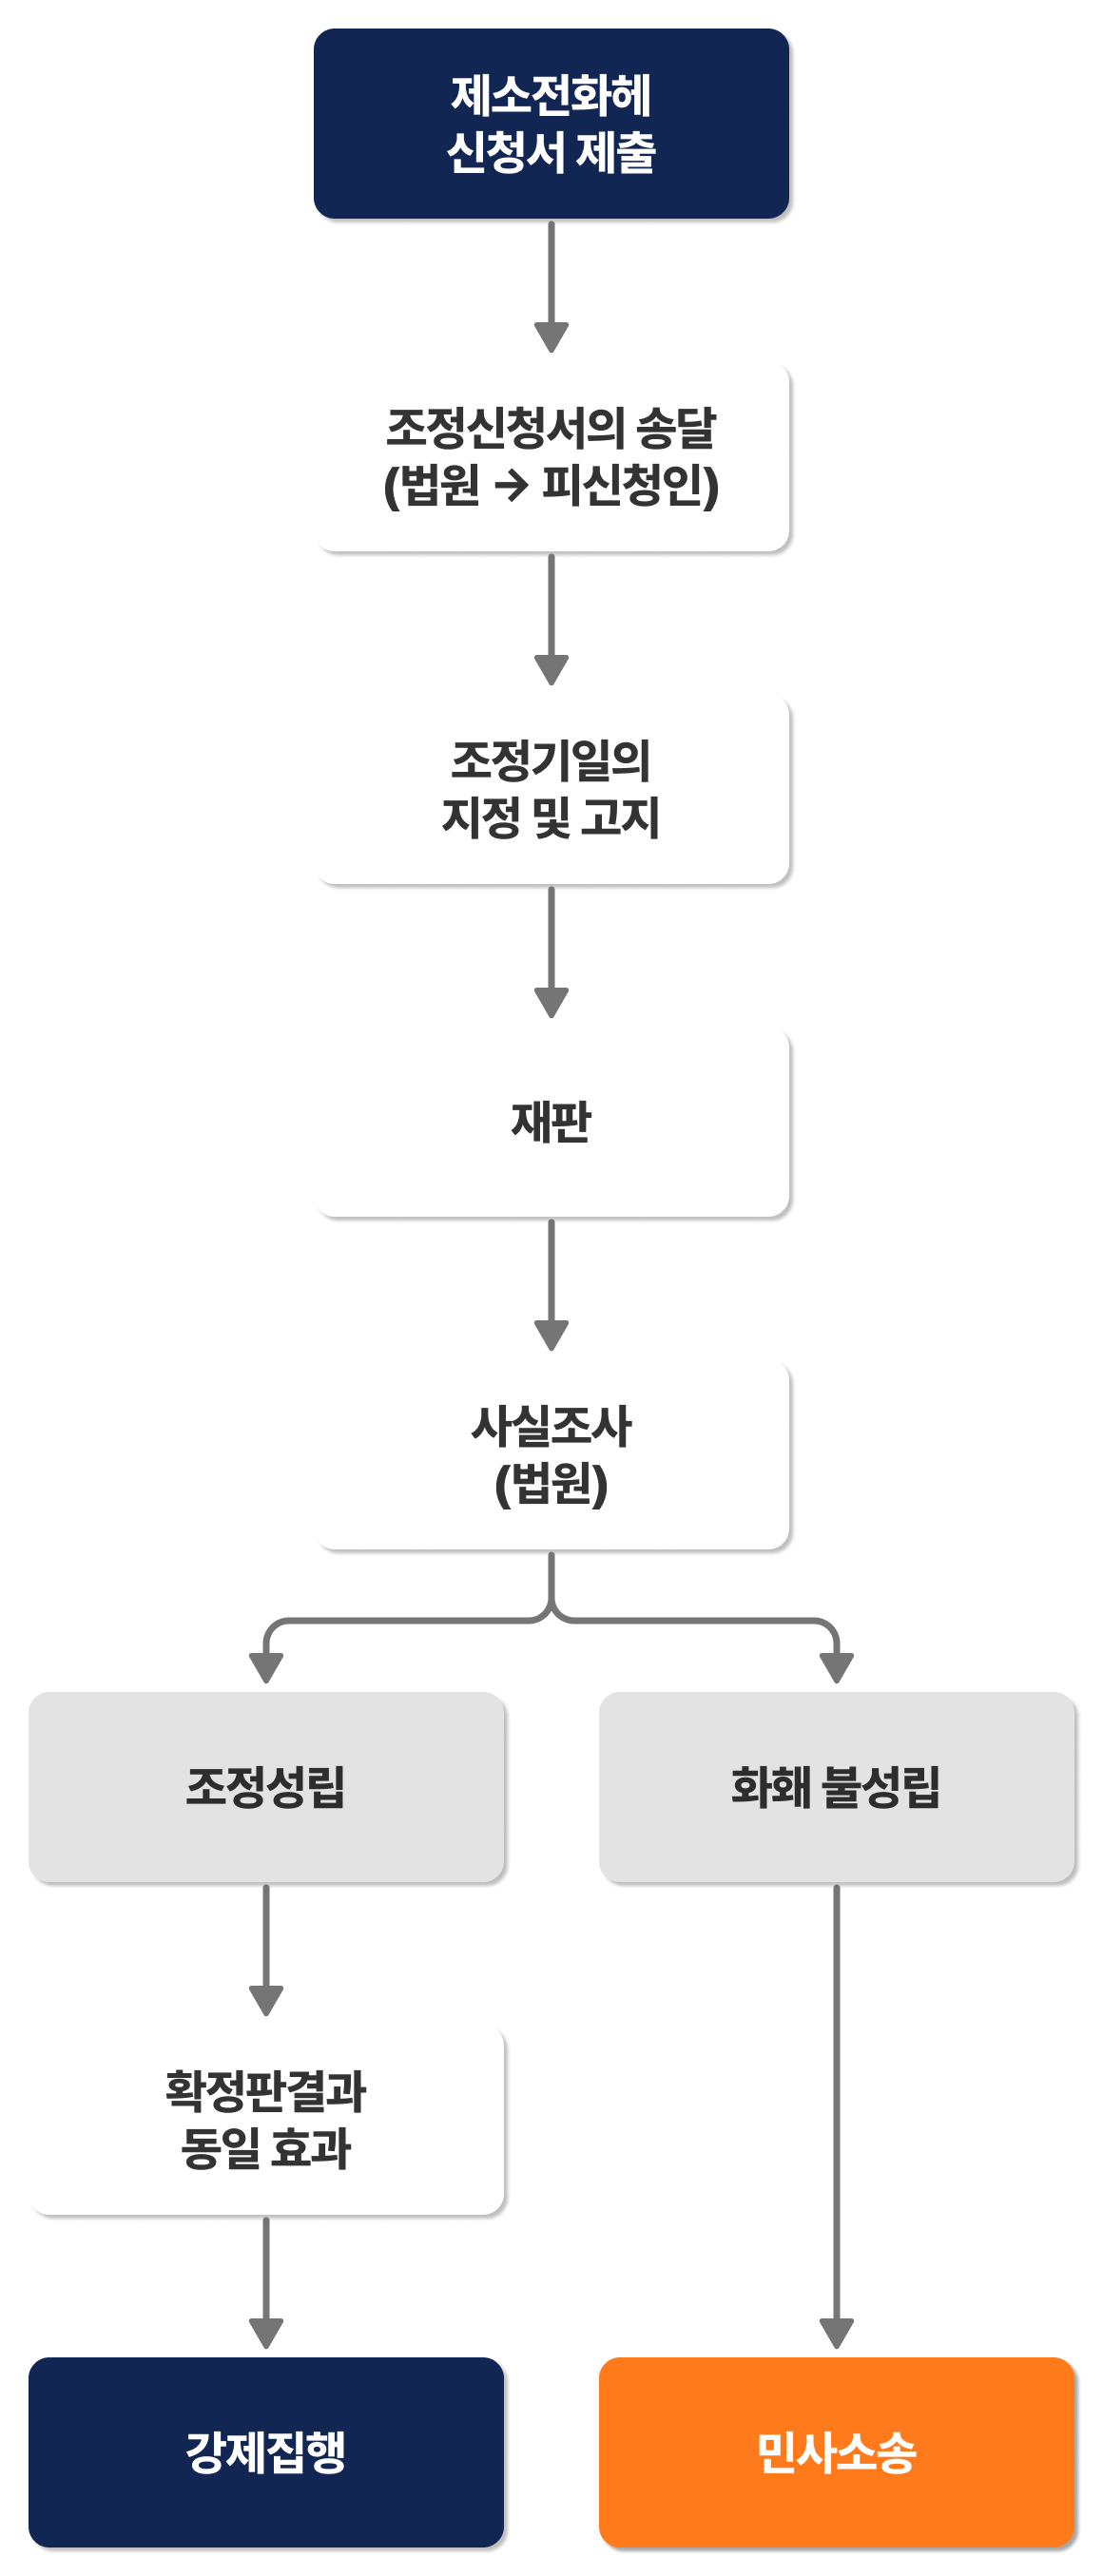 제소전화헤
신청서 제출
조정신청서의 송달
(법원 → 피신청인)
조정기일의
지정 및 고지
재판
사실조사
(법원)
조정성립
화홰 불성립
확정판결과
동일 효과
강제집행
민사소송